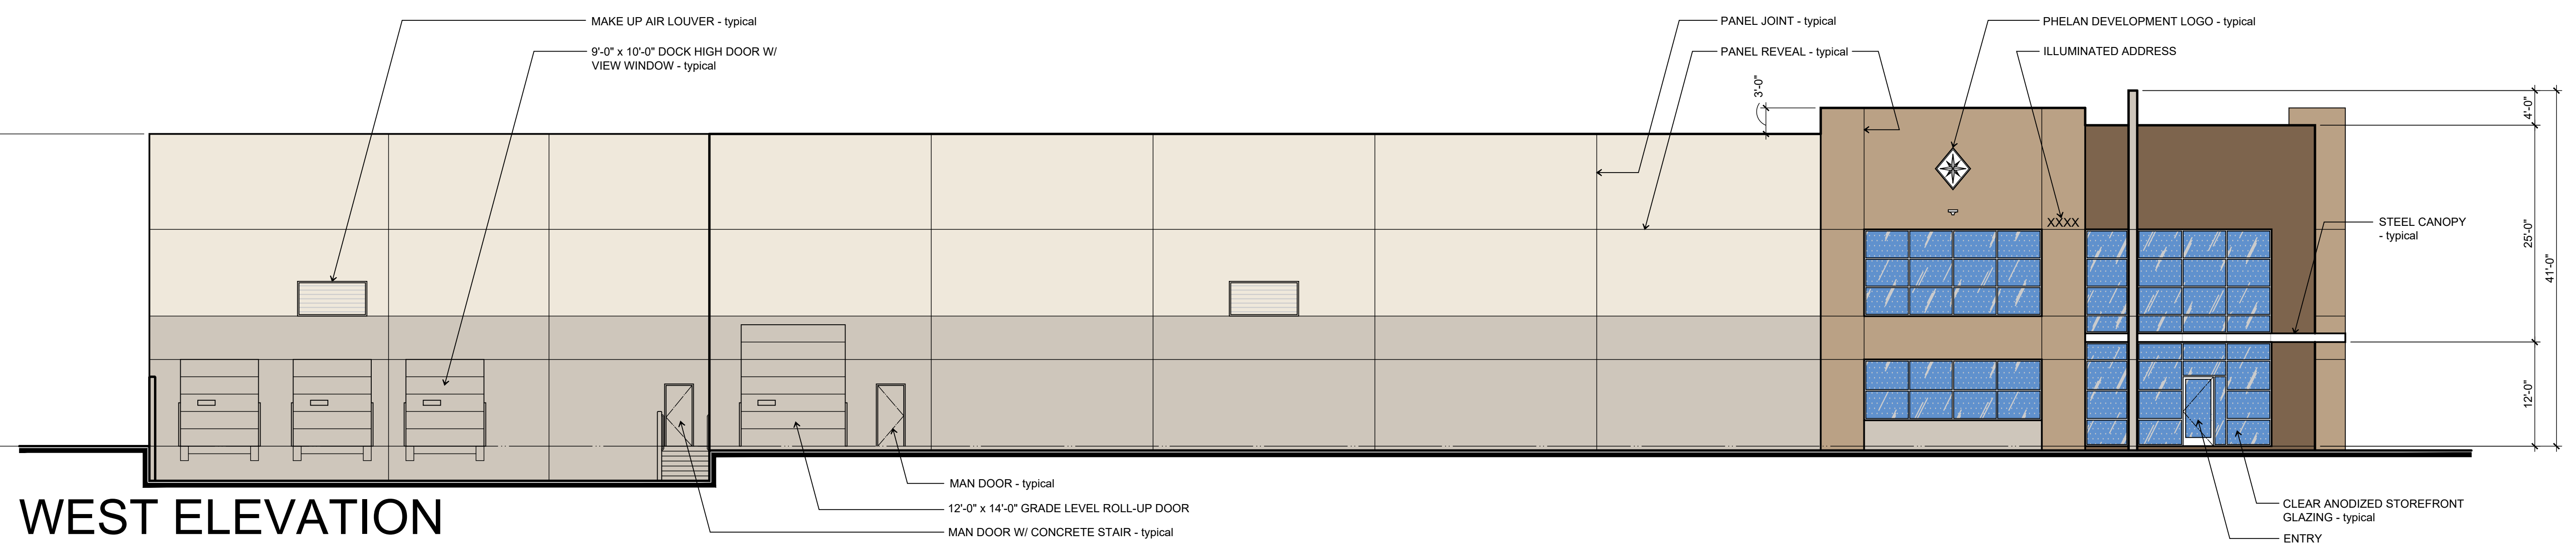 MAKE UP AIR LOUVER - typical
9'-0" x 10'-0" DOCK HIGH DOOR W/
VIEW WINDOW - typical
PANEL JOINT - typical
PANEL REVEAL - typical
PHELAN DEVELOPMENT LOGO - typical
ILLUMINATED ADDRESS
3'-0"
4'-0"
XXXX
STEEL CANOPY
- typical
25'-0"
41'-0"
12'-0"
MAN DOOR - typical
12'-0" x 14'-0" GRADE LEVEL ROLL-UP DOOR
MAN DOOR W/ CONCRETE STAIR - typical
CLEAR ANODIZED STOREFRONT
GLAZING - typical
ENTRY
WEST ELEVATION